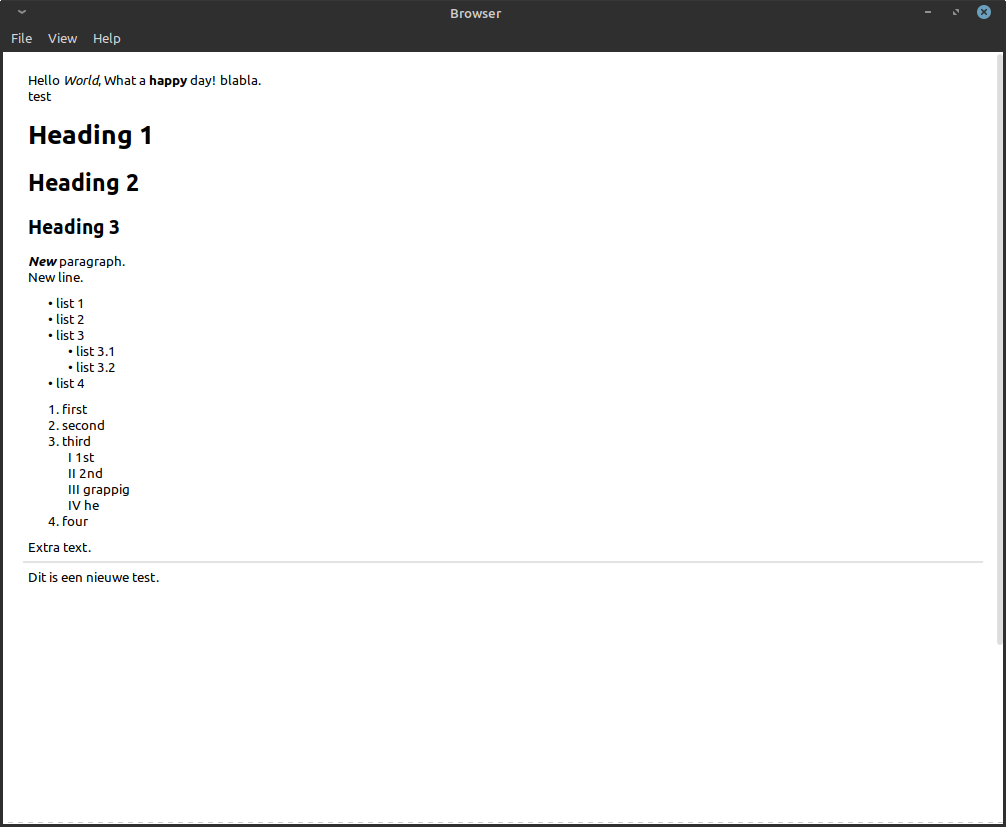 Browser
File View Help
Hello World, What a happy day! blabla.
test
Heading 1
Heading 2
Heading 3
New paragraph.
New line.
• list 1
• list 2
• list 3
• list 3.1
• list 3.2
• list 4
1. first
2. second
3. third
I 1st
II 2nd
III grappig
IV he
4. four
Extra text.
Dit is een nieuwe test.